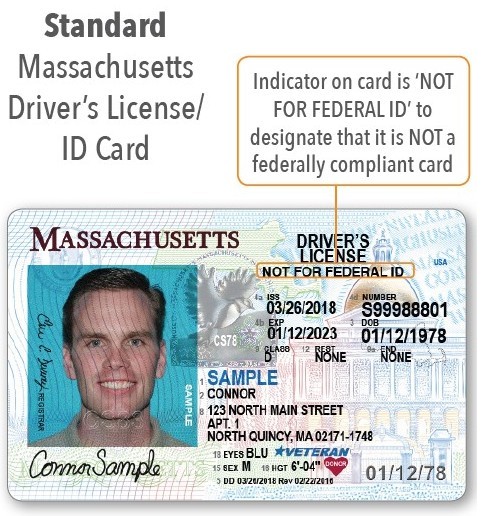 Standard
Massachusetts
Driver's License/
ID Card
Indicator on card is 'NOT
FOR FEDERAL ID' to
designate that it is NOT a
federally compliant card
MASSACHUSETTS
DRIVER'S
LICENSE
NOT FOR FEDERAL ID
USA
4a ISS
03/26/2018
4d NUMBER
S99988801
4b EXP
01/12/2023
3 DOB
01/12/1978
9 CLASS
D
12 REST
NONE
9a END
NONE
CS78
1 SAMPLE
2 CONNOR
8 123 NORTH MAIN STREET
APT. 1
NORTH QUINCY, MA 02171-1748
18 EYES BLU
VETERAN
15 SEX M
16 HGT 6'-04"
DONOR
5 DD 03/26/2018 Rev 02/22/2016
01/12/78
REGISTRAR
SAMPLE
Connor Sample